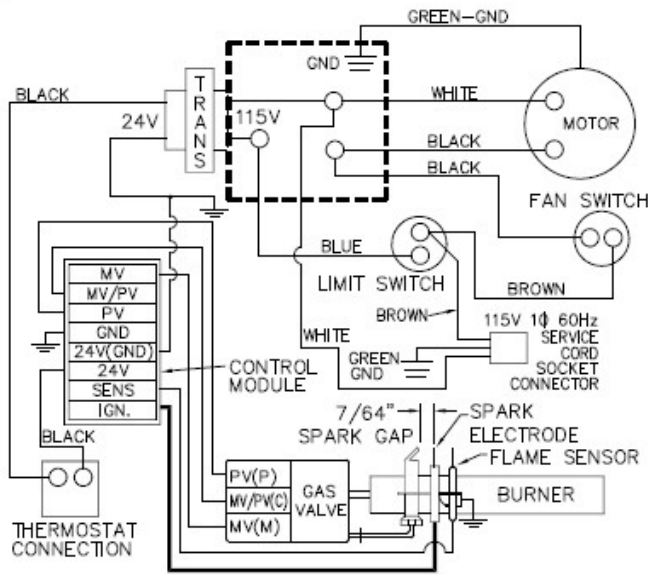 GREEN-GND
GND
BLACK
TRANS
24V
115V
WHITE
MOTOR
BLACK
BLACK
FAN SWITCH
BLUE
LIMIT SWITCH
BROWN
BROWN
MV
MV/PV
PV
GND
24V(GND)
24V
SENS
IGN.
CONTROL
MODULE
WHITE
GREEN
GND
115V 1ϕ 60Hz
SERVICE
CORD
SOCKET
CONNECTOR
BLACK
7/64"
SPARK GAP
SPARK
ELECTRODE
FLAME SENSOR
PV(P)
MV/PV(C)
MV(M)
GAS
VALVE
BURNER
THERMOSTAT
CONNECTION